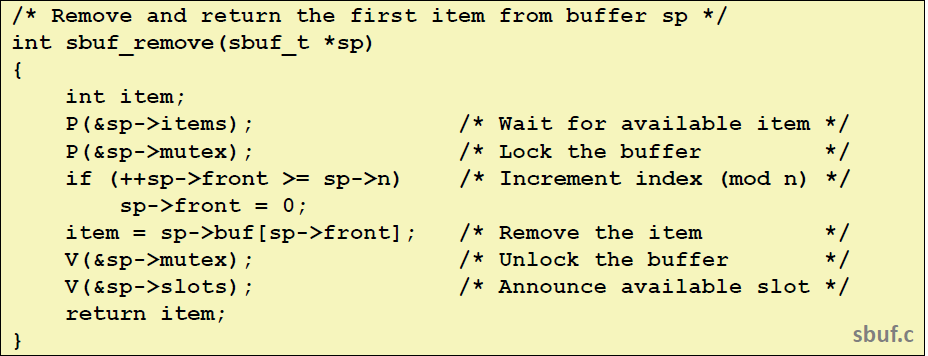 /* Remove and return the first item from buffer sp */
int sbuf_remove(sbuf_t *sp)
{
    int item;
    P(&sp->items);               /* Wait for available item */
    P(&sp->mutex);               /* Lock the buffer         */
    if (++sp->front >= sp->n)    /* Increment index (mod n) */
        sp->front = 0;
    item = sp->buf[sp->front];   /* Remove the item         */
    V(&sp->mutex);               /* Unlock the buffer       */
    V(&sp->slots);               /* Announce available slot */
    return item;
}
sbuf.c